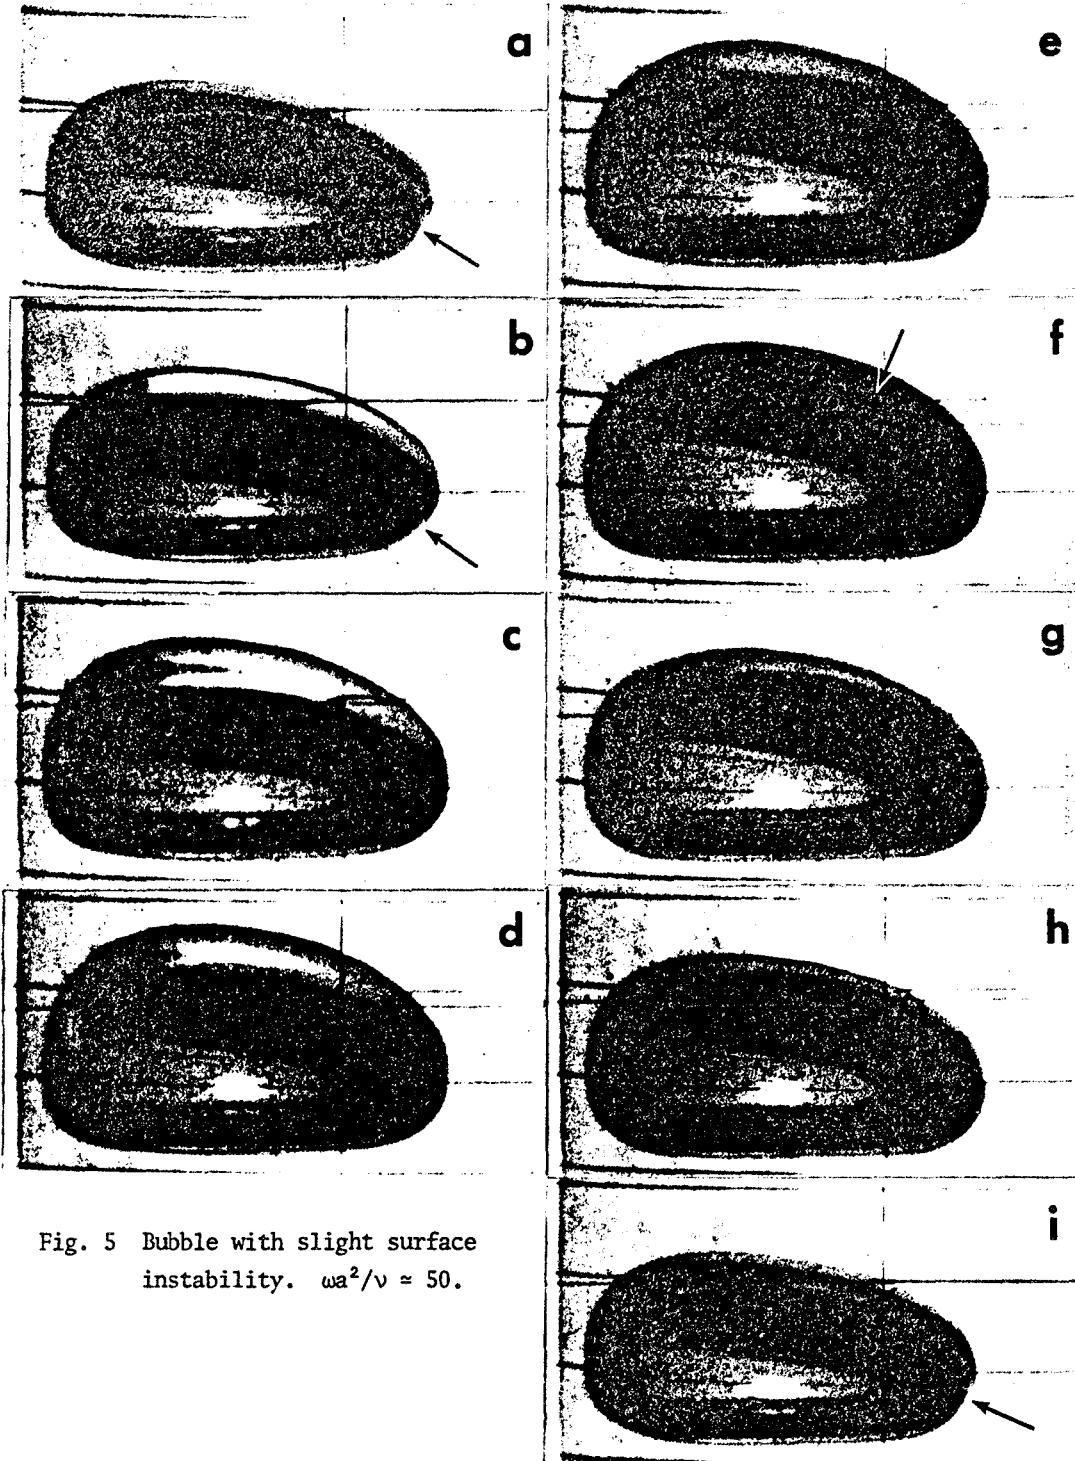 a
b
c
d
Fig. 5 Bubble with slight surface
instability. ωa²/ν ≃ 50.
e
f
g
h
i